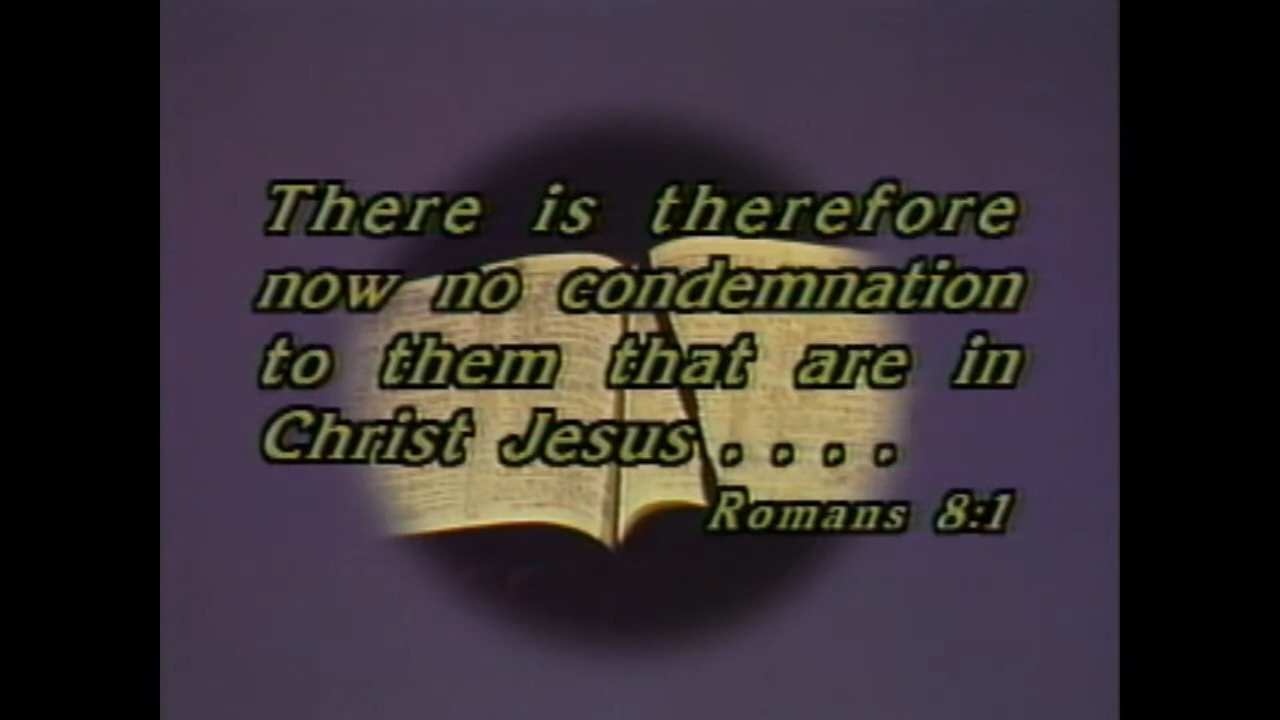 There is therefore
now no condemnation
to them that are in
Christ Jesus....
Romans 8:1